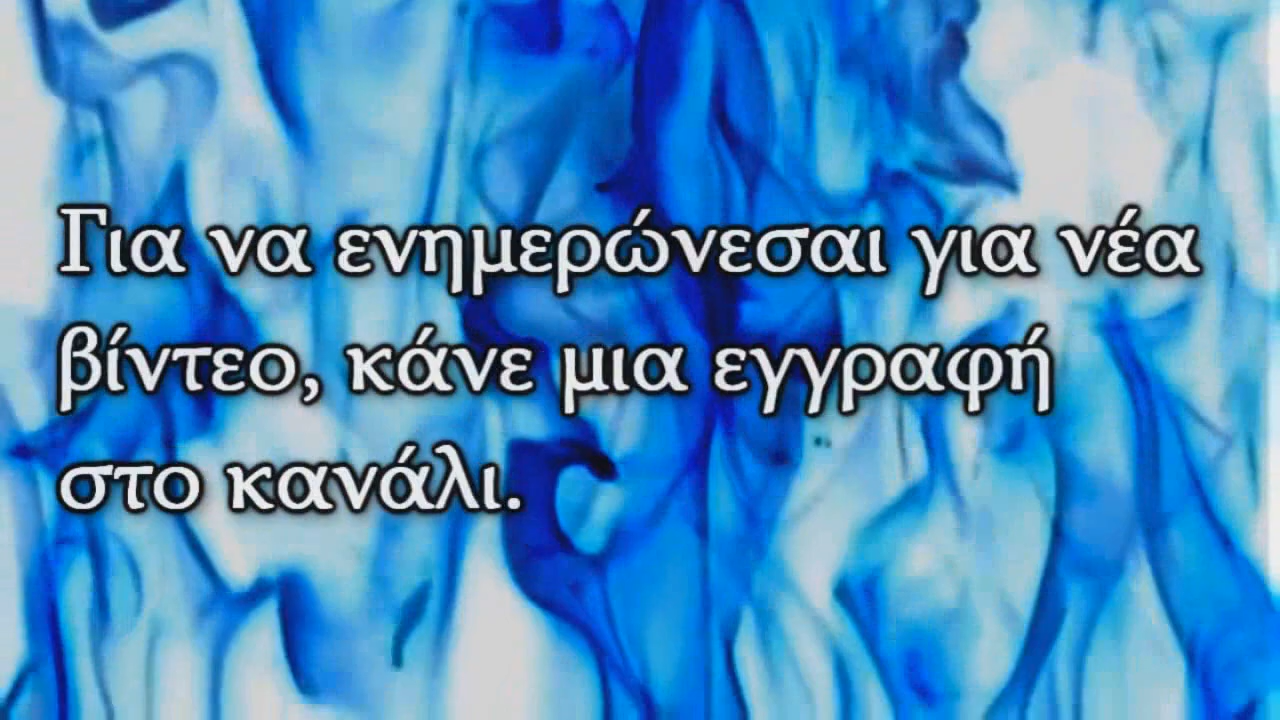 Για να ενημερώνεσαι για νέα
βίντεο, κάνε μια εγγραφή
στο κανάλι.